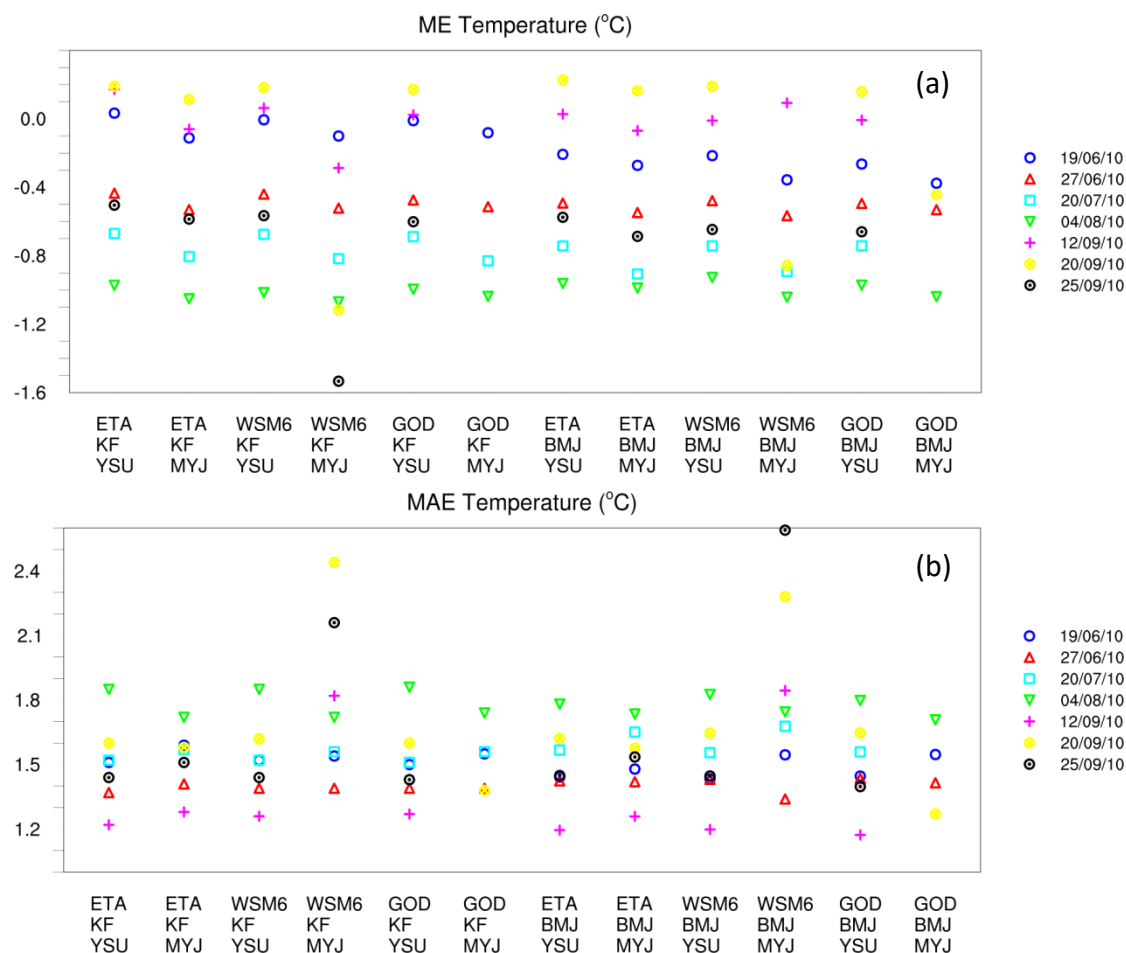 ME Temperature (°C)
(a)
0.0
-0.4
-0.8
-1.2
-1.6
19/06/10
27/06/10
20/07/10
04/08/10
12/09/10
20/09/10
25/09/10
ETA ETA WSM6 WSM6 GOD GOD ETA ETA WSM6 WSM6 GOD GOD
KF KF KF KF KF KF BMJ BMJ BMJ BMJ BMJ BMJ
YSU MYJ YSU MYJ YSU MYJ YSU MYJ YSU MYJ YSU MYJ
MAE Temperature (°C)
(b)
2.4
2.1
1.8
1.5
1.2
19/06/10
27/06/10
20/07/10
04/08/10
12/09/10
20/09/10
25/09/10
ETA ETA WSM6 WSM6 GOD GOD ETA ETA WSM6 WSM6 GOD GOD
KF KF KF KF KF KF BMJ BMJ BMJ BMJ BMJ BMJ
YSU MYJ YSU MYJ YSU MYJ YSU MYJ YSU MYJ YSU MYJ